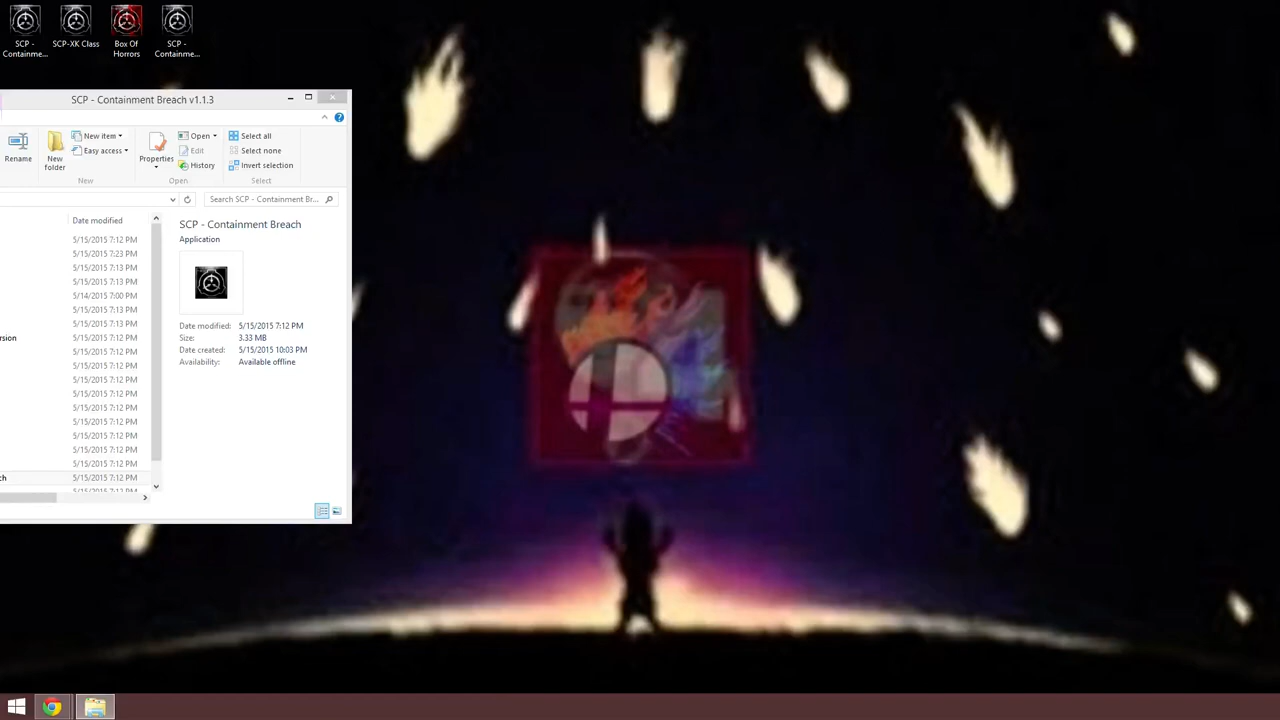 SCP - Containme...
SCP-XK Class
Box Of Horrors
SCP - Containme...
SCP - Containment Breach v1.1.3
Rename
New folder
New item
Easy access
New
Properties
Open
Edit
History
Open
Select all
Select none
Invert selection
Select
Search SCP - Containment Br...
Date modified
5/15/2015 7:12 PM
5/15/2015 7:23 PM
5/15/2015 7:13 PM
5/15/2015 7:13 PM
5/14/2015 7:00 PM
5/15/2015 7:13 PM
5/15/2015 7:13 PM
rsion 5/15/2015 7:12 PM
5/15/2015 7:12 PM
5/15/2015 7:12 PM
5/15/2015 7:12 PM
5/15/2015 7:12 PM
5/15/2015 7:12 PM
5/15/2015 7:12 PM
5/15/2015 7:12 PM
5/15/2015 7:12 PM
5/15/2015 7:12 PM
ch 5/15/2015 7:12 PM
SCP - Containment Breach
Application
Date modified: 5/15/2015 7:12 PM
Size: 3.33 MB
Date created: 5/15/2015 10:03 PM
Availability: Available offline